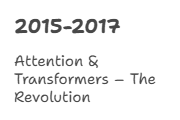 2015-2017
Attention &
Transformers – The
Revolution